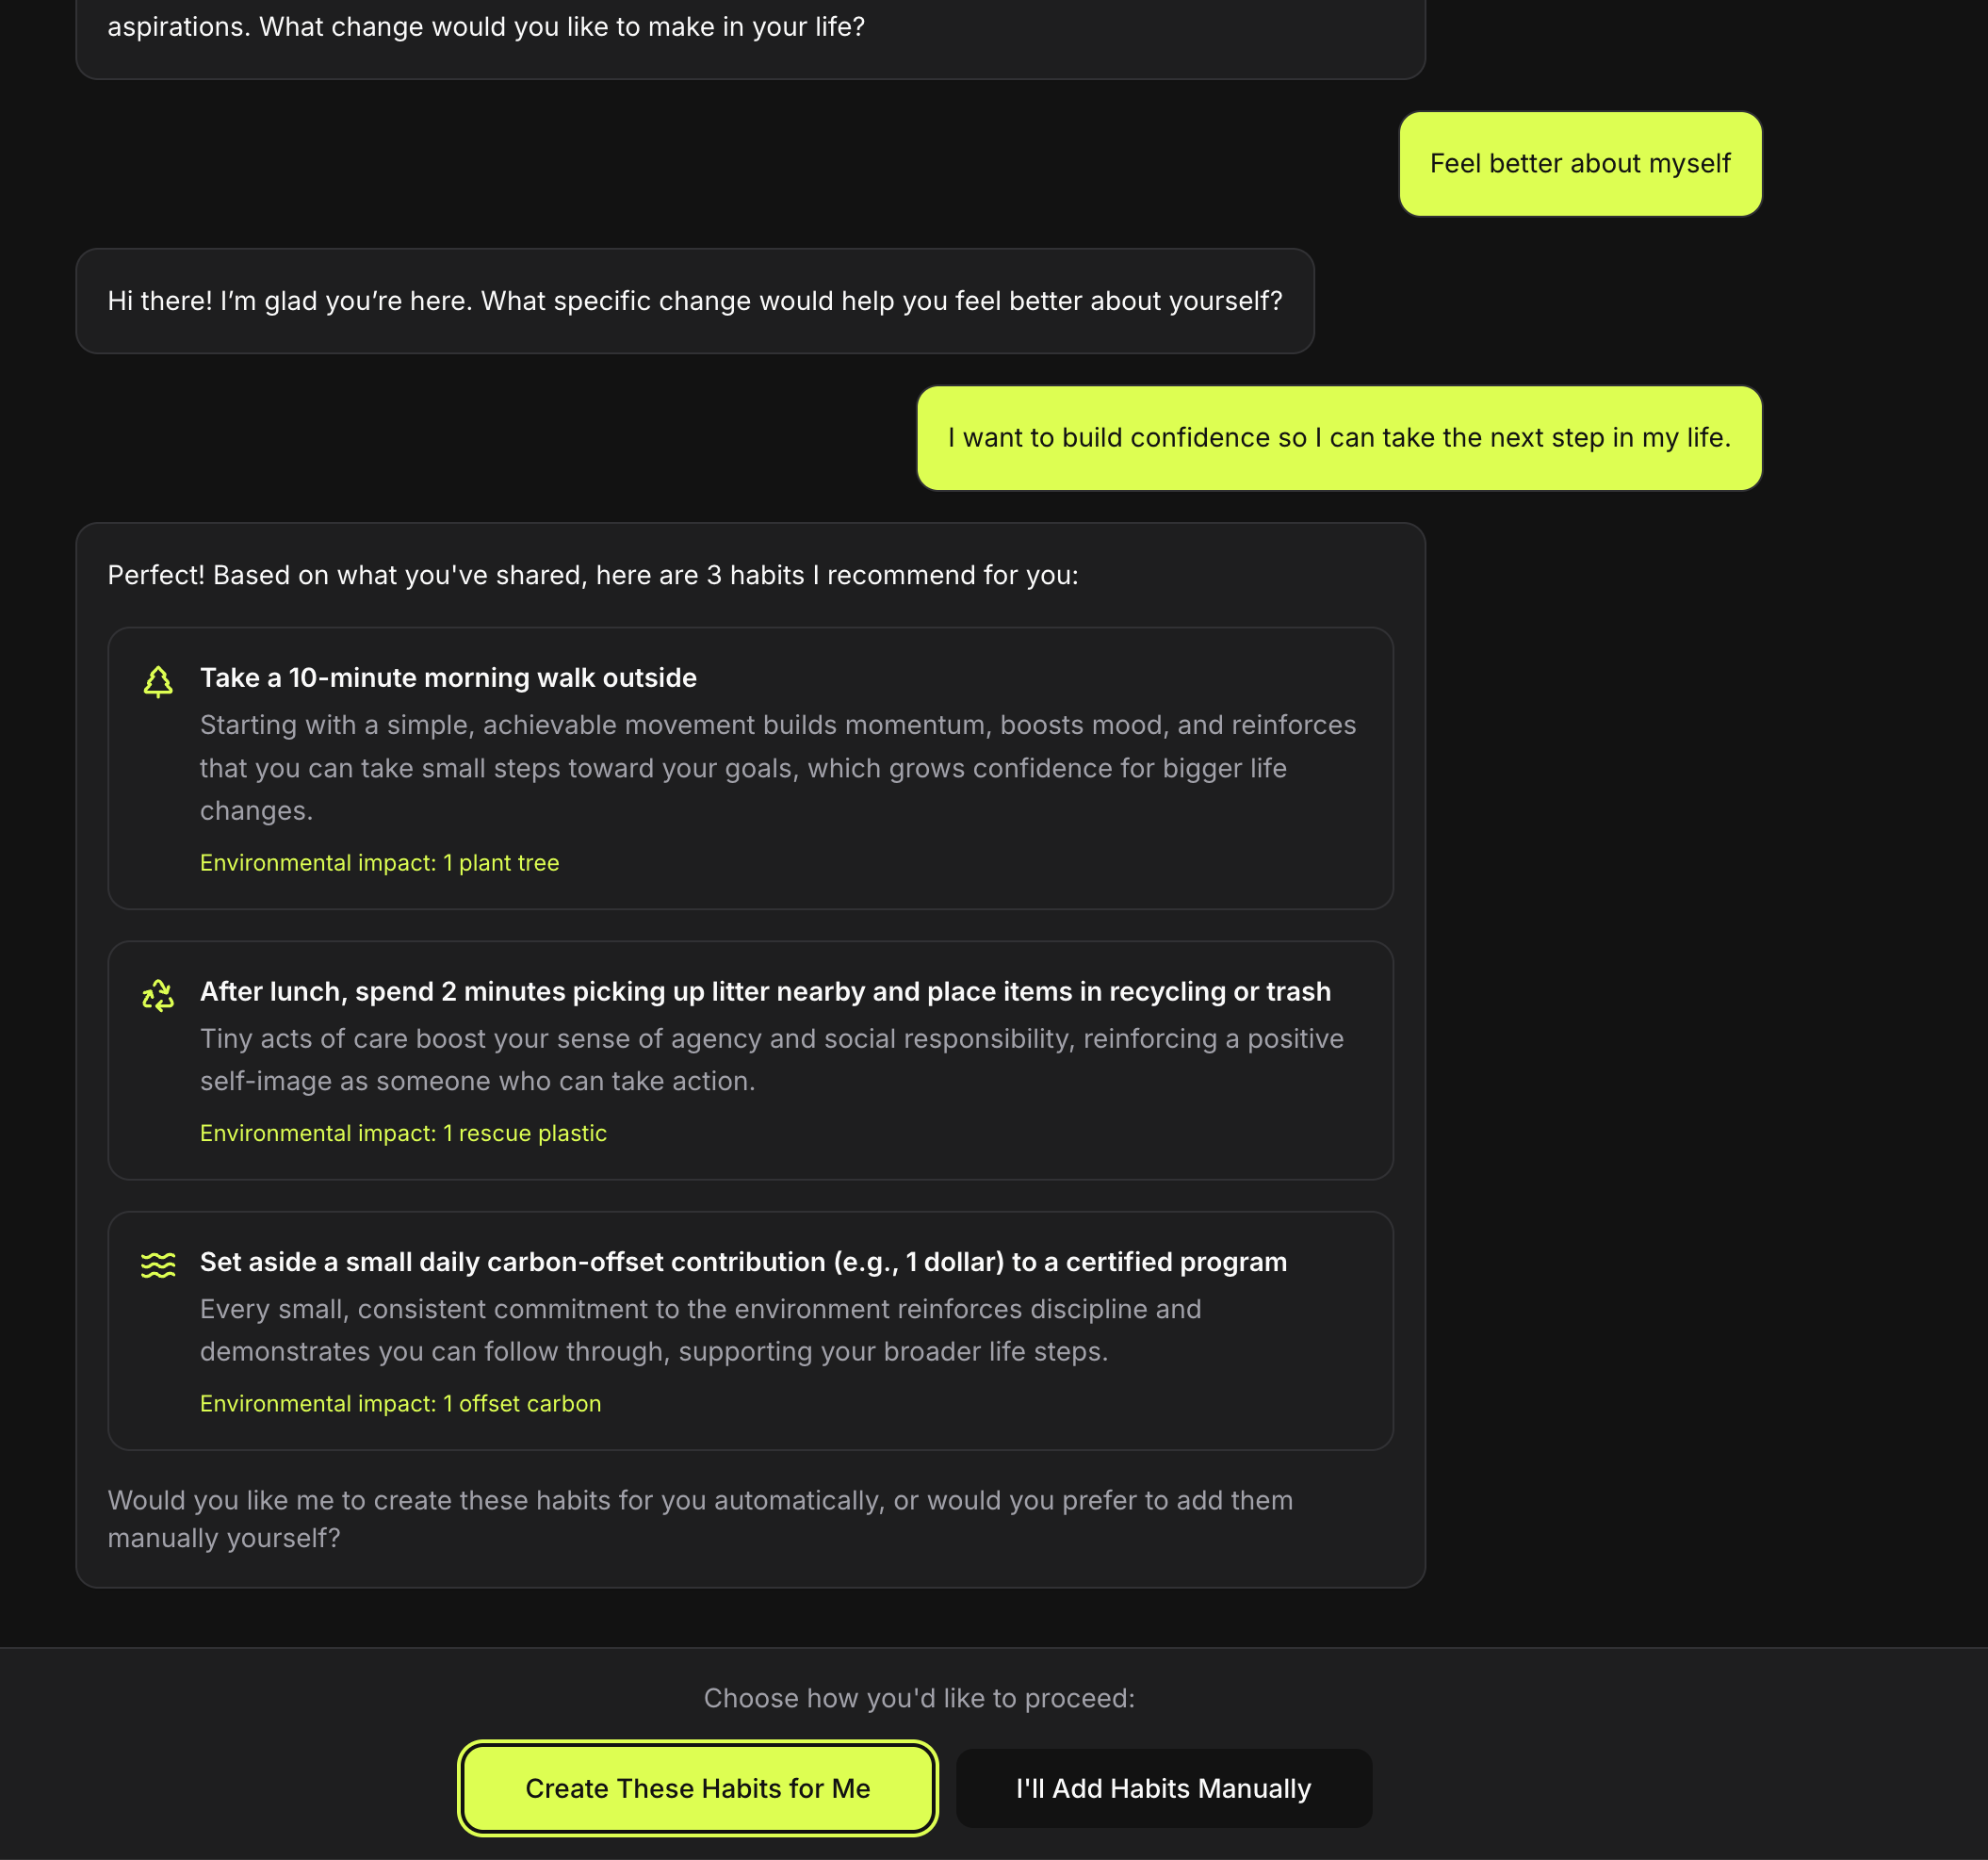 aspirations. What change would you like to make in your life?
Feel better about myself
Hi there! I’m glad you’re here. What specific change would help you feel better about yourself?
I want to build confidence so I can take the next step in my life.
Perfect! Based on what you've shared, here are 3 habits I recommend for you:
Take a 10-minute morning walk outside
Starting with a simple, achievable movement builds momentum, boosts mood, and reinforces
that you can take small steps toward your goals, which grows confidence for bigger life
changes.
Environmental impact: 1 plant tree
After lunch, spend 2 minutes picking up litter nearby and place items in recycling or trash
Tiny acts of care boost your sense of agency and social responsibility, reinforcing a positive
self-image as someone who can take action.
Environmental impact: 1 rescue plastic
Set aside a small daily carbon-offset contribution (e.g., 1 dollar) to a certified program
Every small, consistent commitment to the environment reinforces discipline and
demonstrates you can follow through, supporting your broader life steps.
Environmental impact: 1 offset carbon
Would you like me to create these habits for you automatically, or would you prefer to add them
manually yourself?
Choose how you'd like to proceed:
Create These Habits for Me
I'll Add Habits Manually